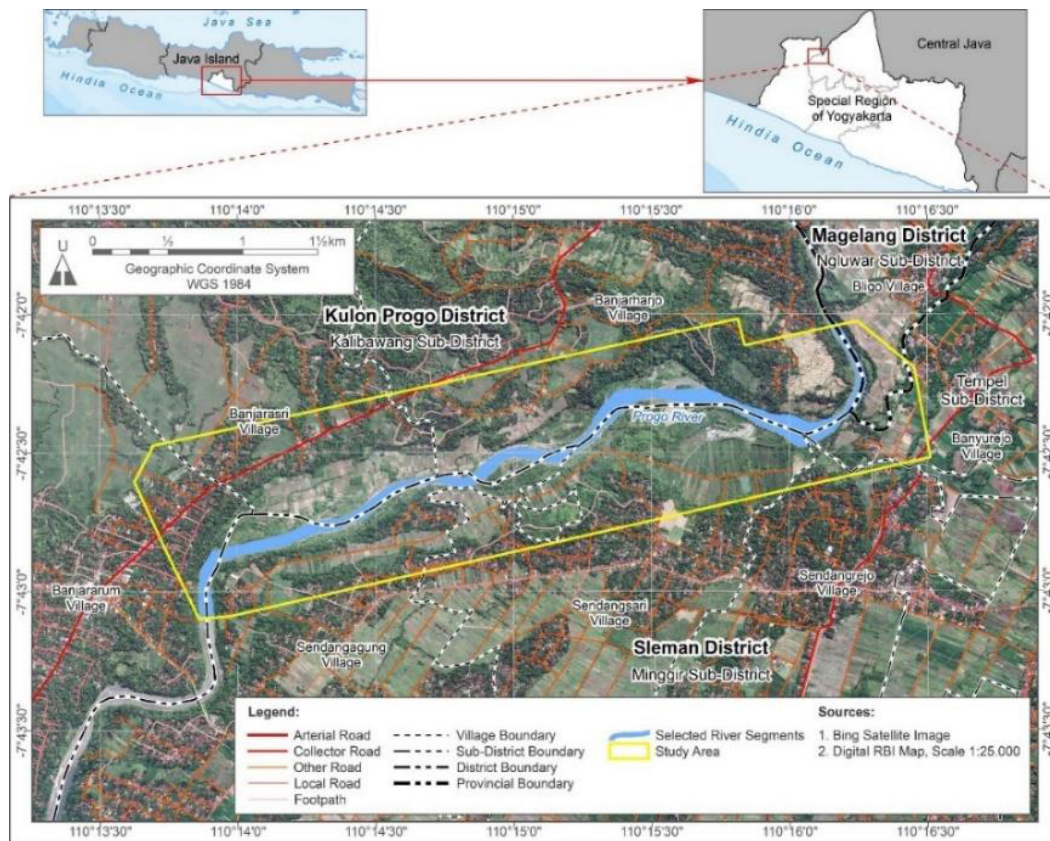 Java Sea
Java Island
Hindia Ocean
Central Java
Special Region
of Yogyakarta
Hindia Ocean
110°13'30" 110°14'0" 110°14'30" 110°15'0" 110°15'30" 110°16'0" 110°16'30"
U
0 ½ 1 1½ km
Geographic Coordinate System
WGS 1984
Magelang District
Ngluwar Sub-District
Bligo Village
Kulon Progo District
Kalibawang Sub-District
Banjarharjo
Village
-7°42'0" -7°42'0"
Tempel
Sub-District
Banjarasri
Village
Progo River
Banyurejo
Village
-7°42'30" -7°42'30"
Banjararum
Village
-7°43'0" -7°43'0"
Sendangrejo
Village
Sendangsari
Village
Sendangagung
Village
Sleman District
Minggir Sub-District
-7°43'30" -7°43'30"
Legend:
Arterial Road
Collector Road
Other Road
Local Road
Footpath
Village Boundary
Sub-District Boundary
District Boundary
Provincial Boundary
Selected River Segments
Study Area
Sources:
1. Bing Satellite Image
2. Digital RBI Map, Scale 1:25.000
110°13'30" 110°14'0" 110°14'30" 110°15'0" 110°15'30" 110°16'0" 110°16'30"